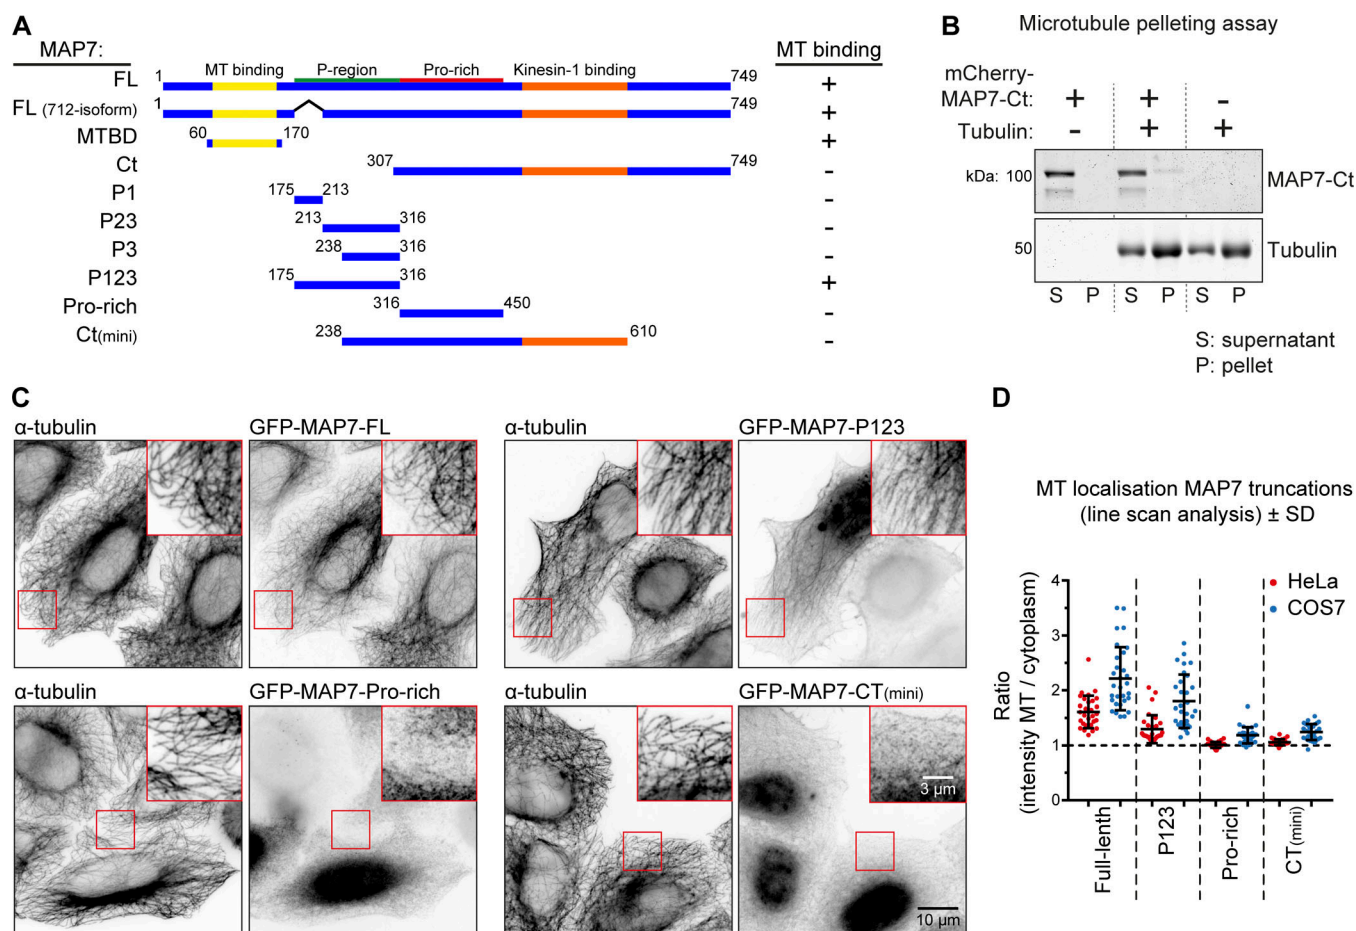 A
MAP7:
MT binding
MT binding
P-region
Pro-rich
Kinesin-1 binding
FL
1
749
+
FL (712-isoform)
1
749
+
MTBD
60
170
+
Ct
307
749
-
P1
175
213
-
P23
213
316
-
P3
238
316
-
P123
175
316
+
Pro-rich
316
450
-
Ct(mini)
238
610
-
B
Microtubule pelleting assay
mCherry-
MAP7-Ct:
+
+
-
Tubulin:
-
+
+
kDa: 100
MAP7-Ct
50
Tubulin
S P S P S P
S: supernatant
P: pellet
C
α-tubulin
GFP-MAP7-FL
α-tubulin
GFP-MAP7-P123
α-tubulin
GFP-MAP7-Pro-rich
α-tubulin
GFP-MAP7-CT(mini)
3 μm
10 μm
D
MT localisation MAP7 truncations
(line scan analysis) ± SD
HeLa
COS7
Ratio
(intensity MT / cytoplasm)
4
3
2
1
0
Full-lenth
P123
Pro-rich
CT(mini)